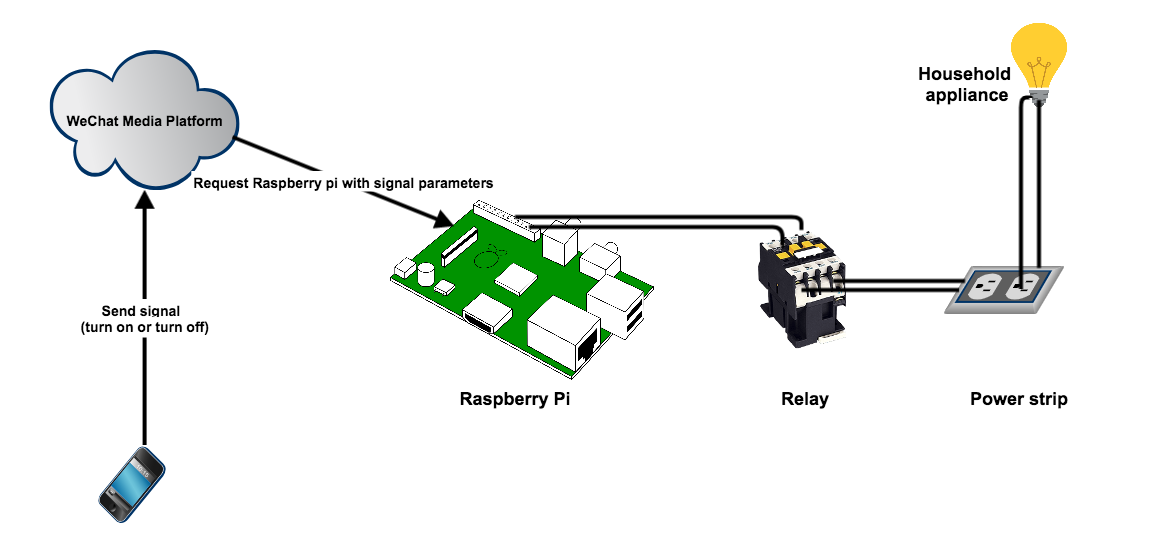 Household
appliance
WeChat Media Platform
Request Raspberry pi with signal parameters
Send signal
(turn on or turn off)
Raspberry Pi
Relay
Power strip